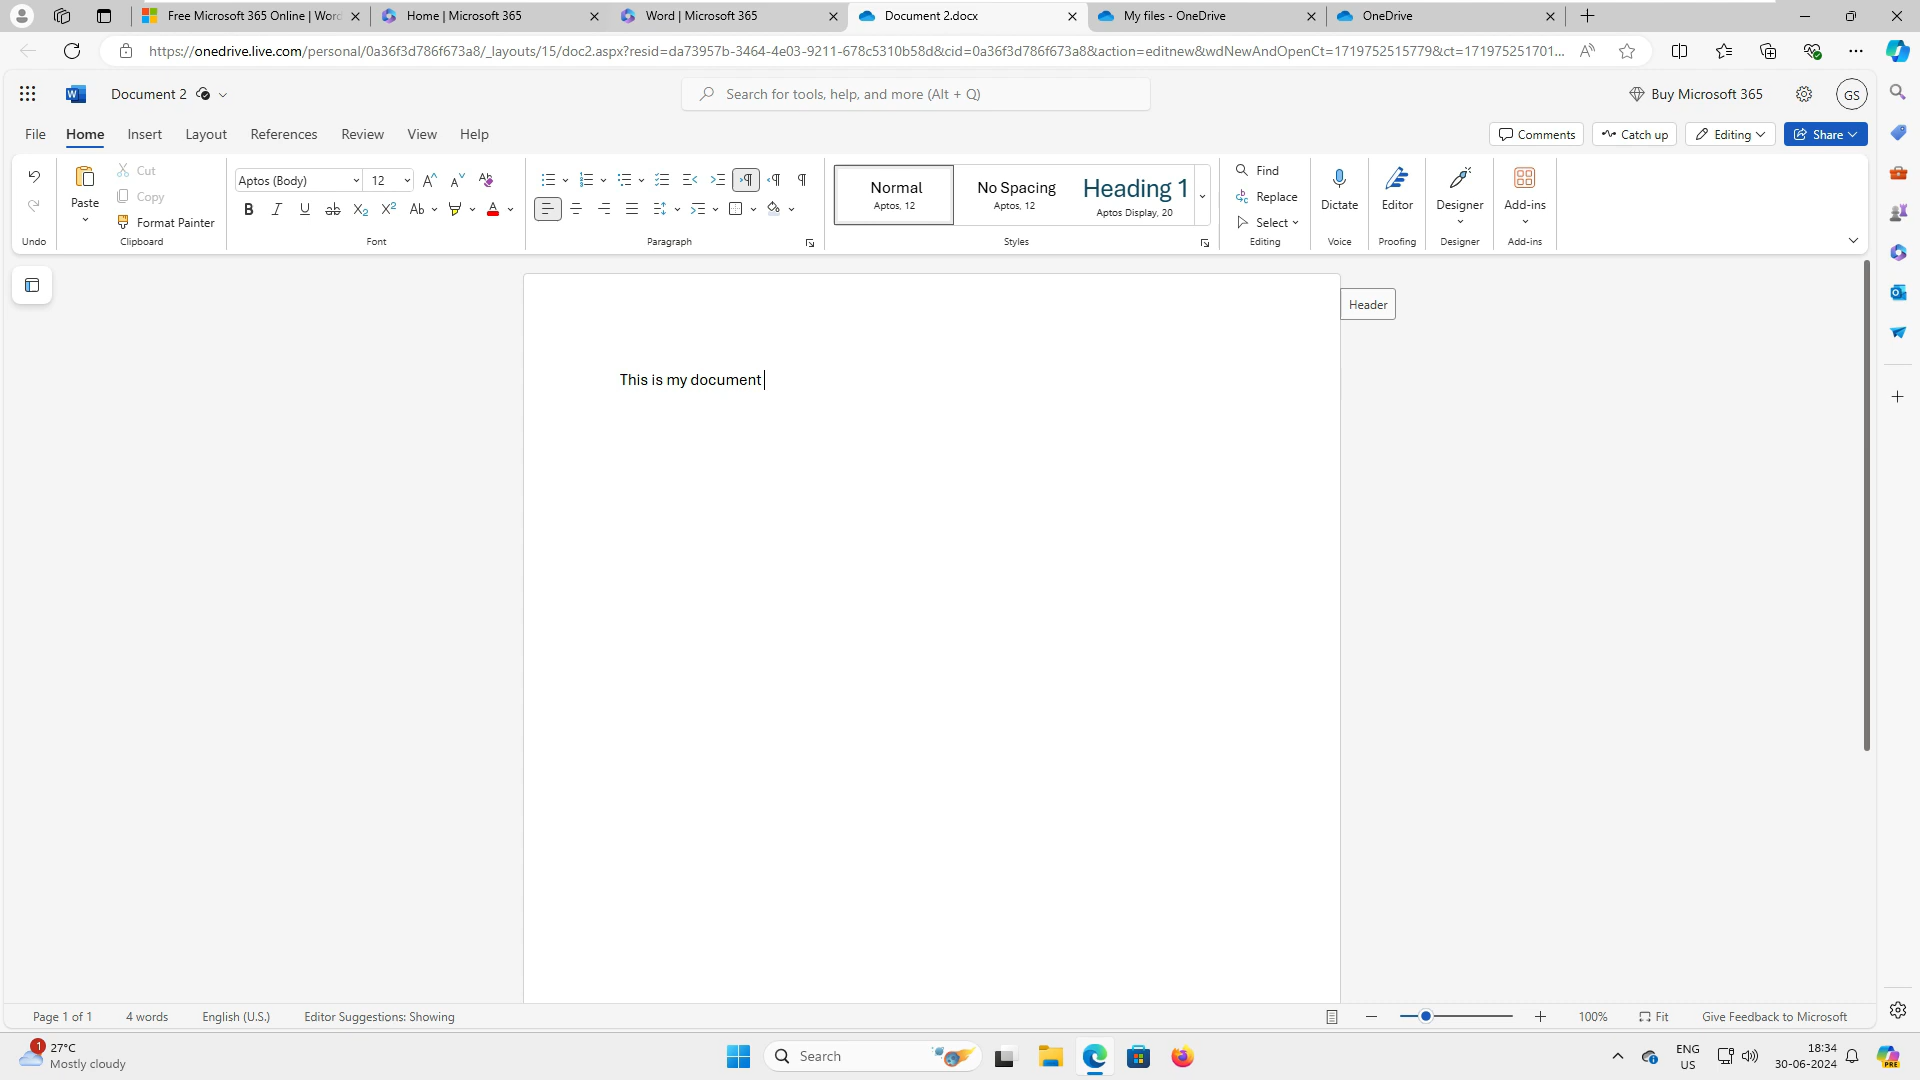 Free Microsoft 365 Online | Word
Home | Microsoft 365
Word | Microsoft 365
Document 2.docx
My files - OneDrive
OneDrive
https://onedrive.live.com/personal/0a36f3d786f673a8/_layouts/15/doc2.aspx?resid=da73957b-3464-4e03-9211-678c5310b58d&cid=0a36f3d786f673a8&action=editnew&wdNewAndOpenCt=1719752515779&ct=171975251701...
Document 2
Search for tools, help, and more (Alt + Q)
Buy Microsoft 365
GS
File Home Insert Layout References Review View Help
Comments Catch up Editing Share
Paste
Cut
Copy
Format Painter
Aptos (Body) 12
Normal
Aptos, 12
No Spacing
Aptos, 12
Heading 1
Aptos Display, 20
Find
Replace
Select
Dictate
Editor
Designer
Add-ins
Undo Clipboard Font Paragraph Styles Editing Voice Proofing Designer Add-ins
Header
This is my document
Page 1 of 1 4 words English (U.S.) Editor Suggestions: Showing 100% Fit Give Feedback to Microsoft
1
27°C
Mostly cloudy
Search
ENG
US
18:34
30-06-2024
PRE